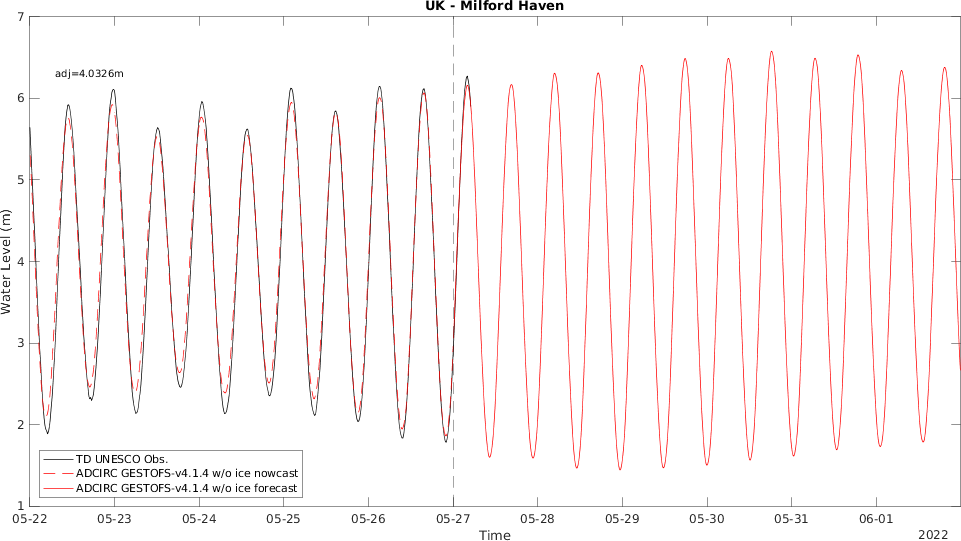 UK - Milford Haven
7
adj=4.0326m
6
5
4
3
2
1
Water Level (m)
TD UNESCO Obs.
ADCIRC GESTOFS-v4.1.4 w/o ice nowcast
ADCIRC GESTOFS-v4.1.4 w/o ice forecast
05-22 05-23 05-24 05-25 05-26 05-27 05-28 05-29 05-30 05-31 06-01
Time
2022